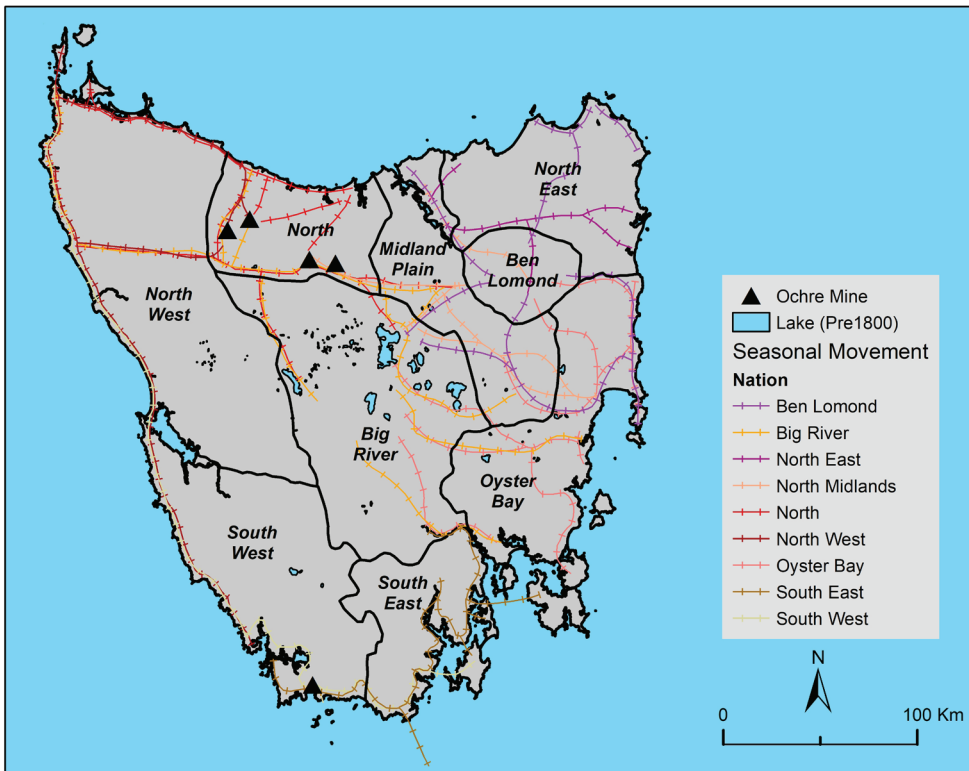 North
East
North
Midland
Plain
Ben
Lomond
North
West
Big
River
Oyster
Bay
South
West
South
East
Ochre Mine
Lake (Pre1800)
Seasonal Movement
Nation
Ben Lomond
Big River
North East
North Midlands
North
North West
Oyster Bay
South East
South West
N
0
100 Km